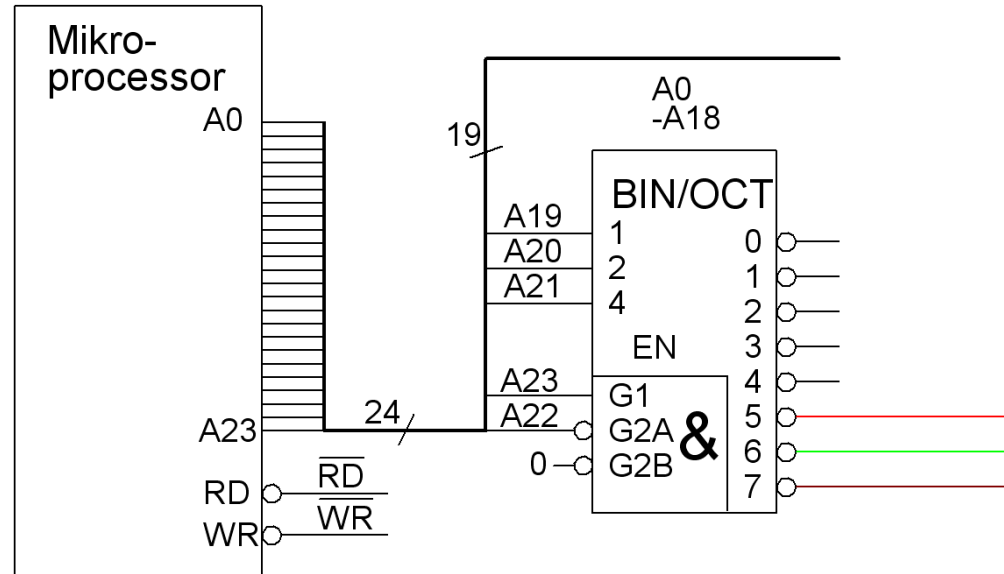 Mikro-
processor
A0
A23
RD
WR
RD
WR
24
19
A0
-A18
A19
A20
A21
A23
A22
0
BIN/OCT
1
2
4
EN
G1
G2A
G2B
&
0
1
2
3
4
5
6
7